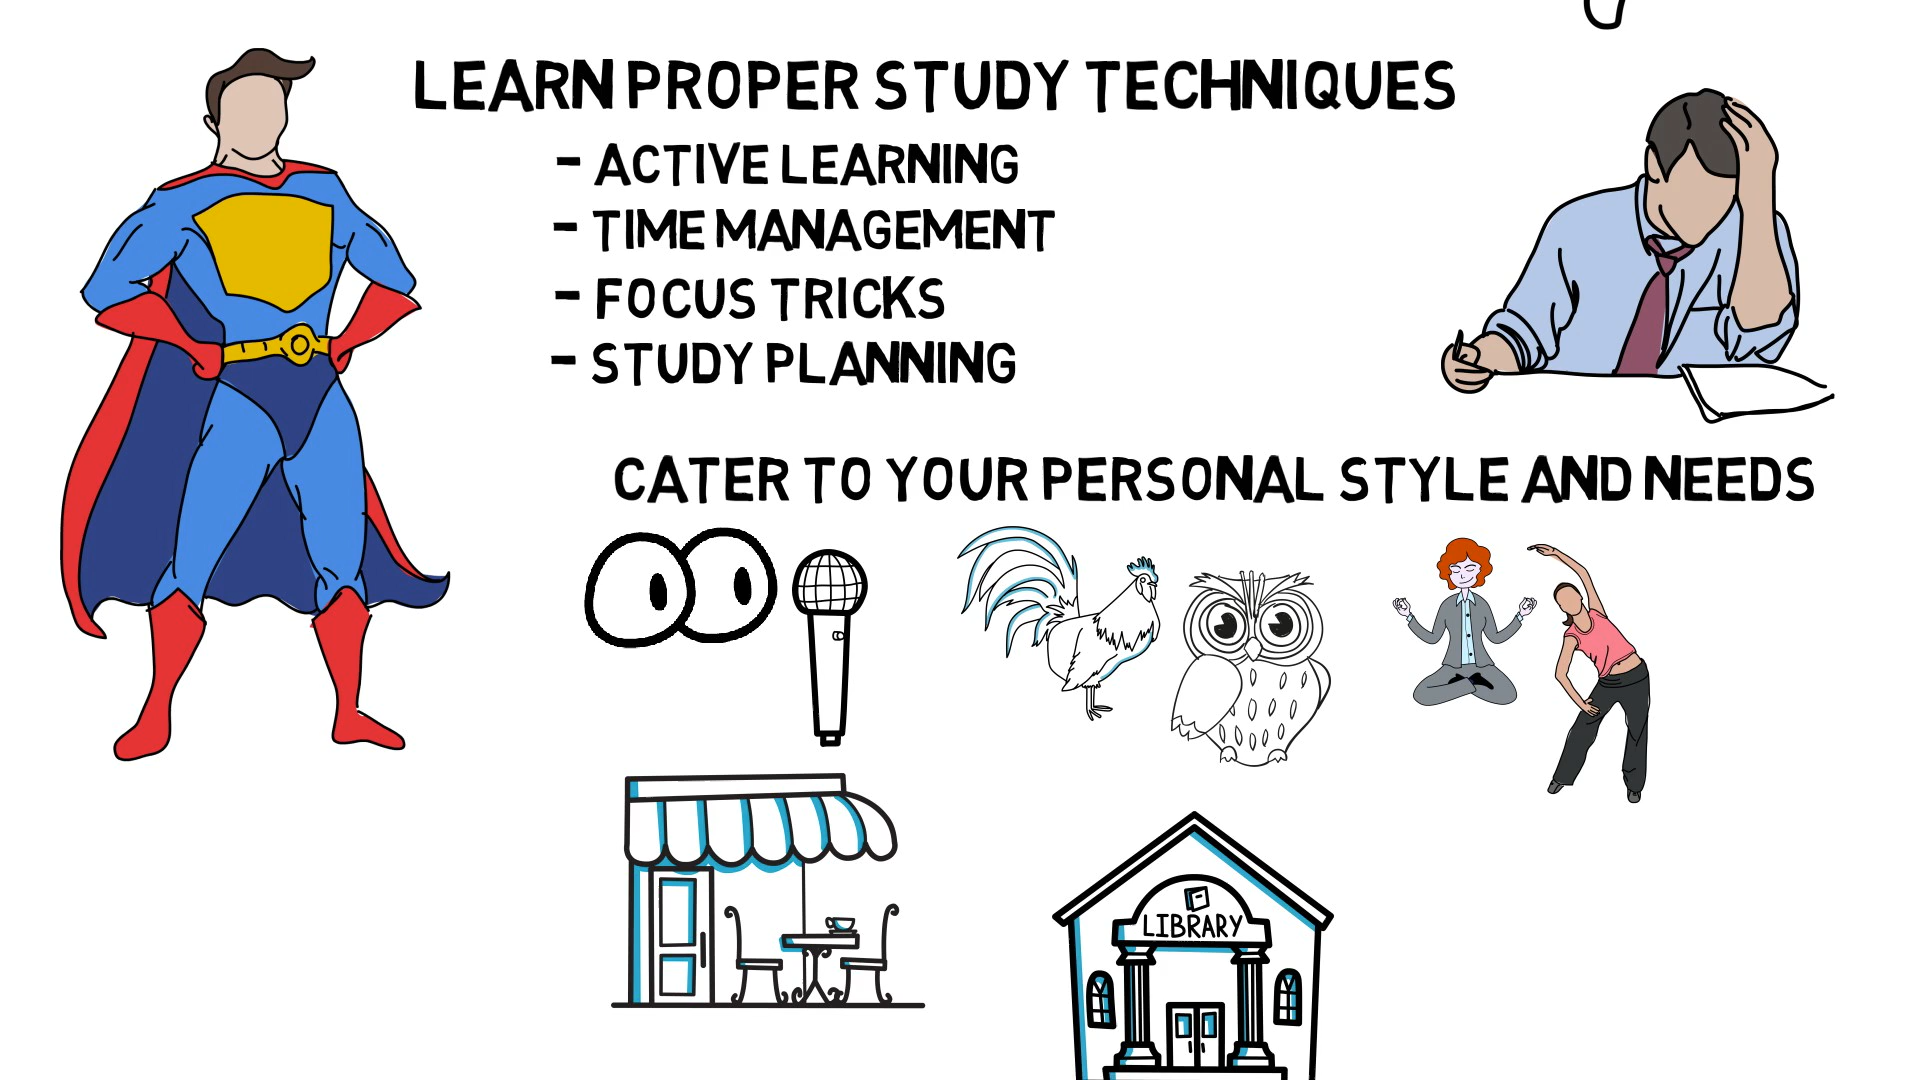 LEARN PROPER STUDY TECHNIQUES
- ACTIVE LEARNING
- TIME MANAGEMENT
- FOCUS TRICKS
- STUDY PLANNING
CATER TO YOUR PERSONAL STYLE AND NEEDS
LIBRARY